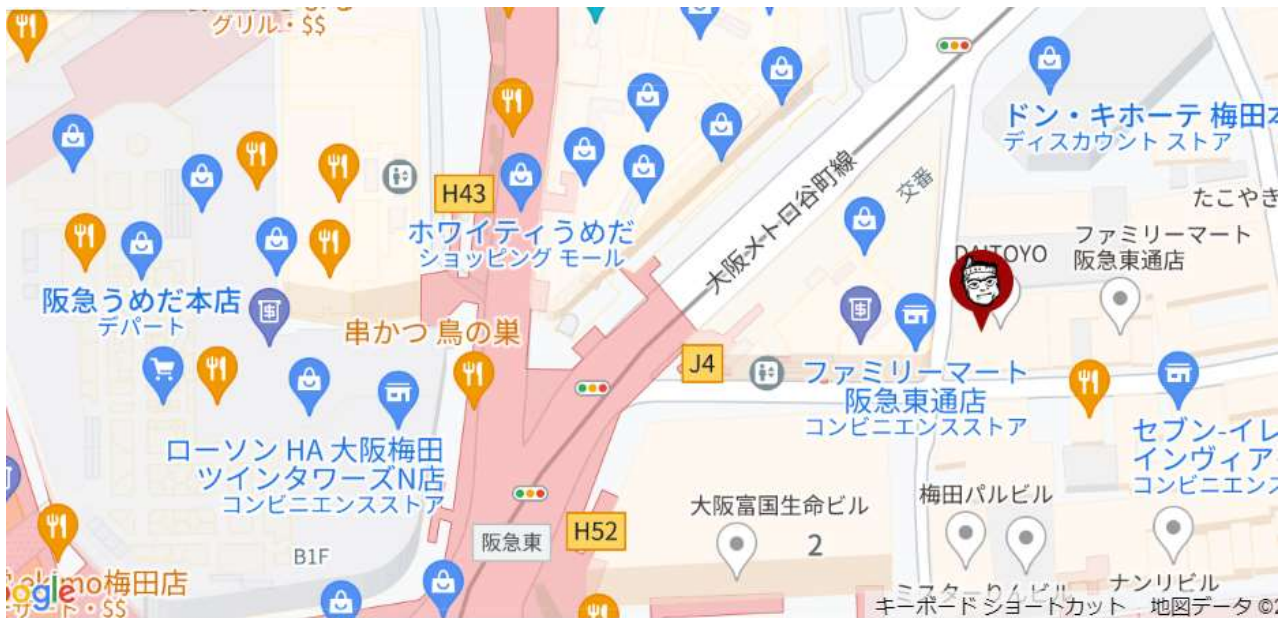 グリル・$$
ドン・キホーテ 梅田本
ディスカウント ストア
H43
交番
たこやき
大阪メトロ谷町線
ホワイティうめだ
ショッピング モール
DAITOYO
ファミリーマート
阪急東通店
阪急うめだ本店
デパート
串かつ 鳥の巣
J4
ファミリーマート
阪急東通店
コンビニエンスストア
ローソン HA 大阪梅田
ツインタワーズN店
コンビニエンスストア
セブン-イレ
インヴィア
コンビニエンス
大阪富国生命ビル
梅田パルビル
H52
阪急東
2
B1F
梅田店
ミスターりんビル
ナンリビル
キーボード ショートカット
地図データ ©2